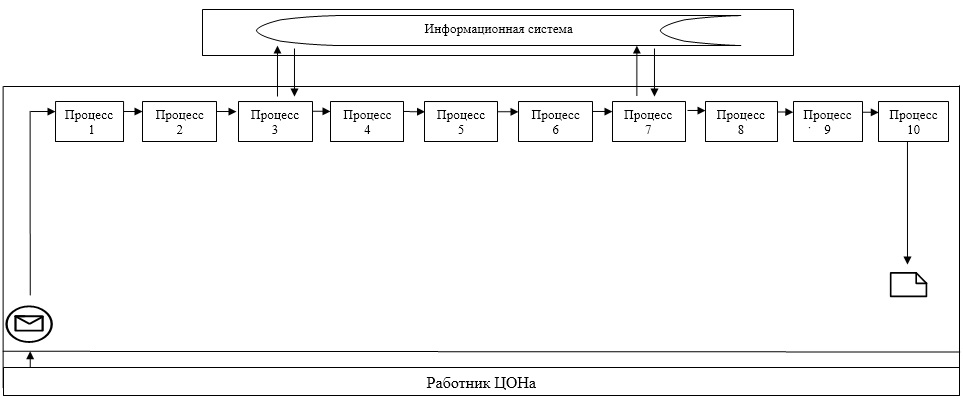 Информационная система
Процесс
1
Процесс
2
Процесс
3
Процесс
4
Процесс
5
Процесс
6
Процесс
7
Процесс
8
Процесс
9
Процесс
10
Работник ЦОНа